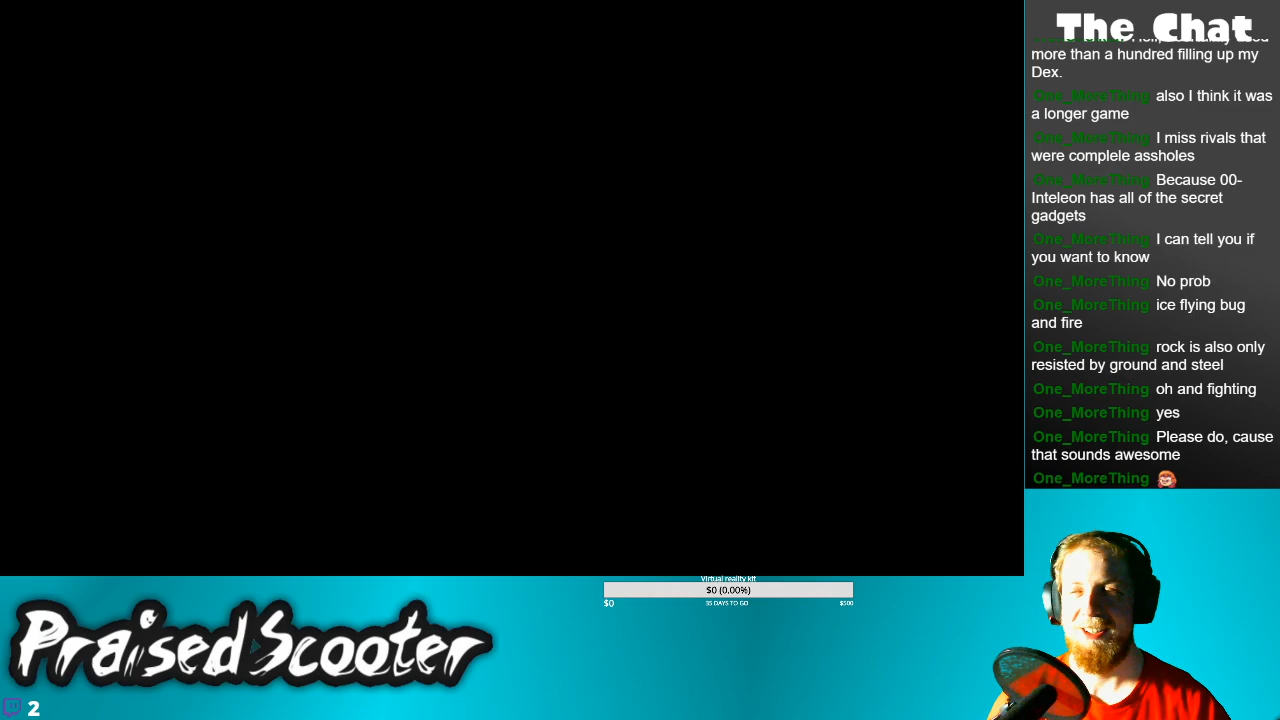 The Chat
more than a hundred filling up my
Dex.
One_MoreThing also I think it was
a longer game
One_MoreThing I miss rivals that
were complele assholes
One_MoreThing Because 00-
Inteleon has all of the secret
gadgets
One_MoreThing I can tell you if
you want to know
One_MoreThing No prob
One_MoreThing ice flying bug
and fire
One_MoreThing rock is also only
resisted by ground and steel
One_MoreThing oh and fighting
One_MoreThing yes
One_MoreThing Please do, cause
that sounds awesome
One_MoreThing
Virtual reality kit
$0 (0.00%)
$0 35 DAYS TO GO $500
PraisedScooter
2